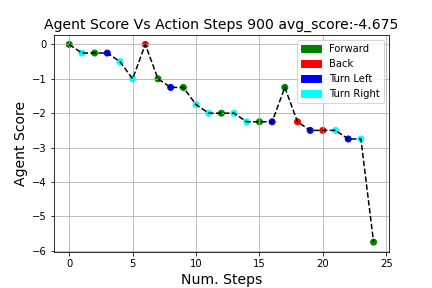 Agent Score Vs Action Steps 900 avg_score:-4.675
Forward
Back
Turn Left
Turn Right
Agent Score
0
−1
−2
−3
−4
−5
−6
0 5 10 15 20 25
Num. Steps